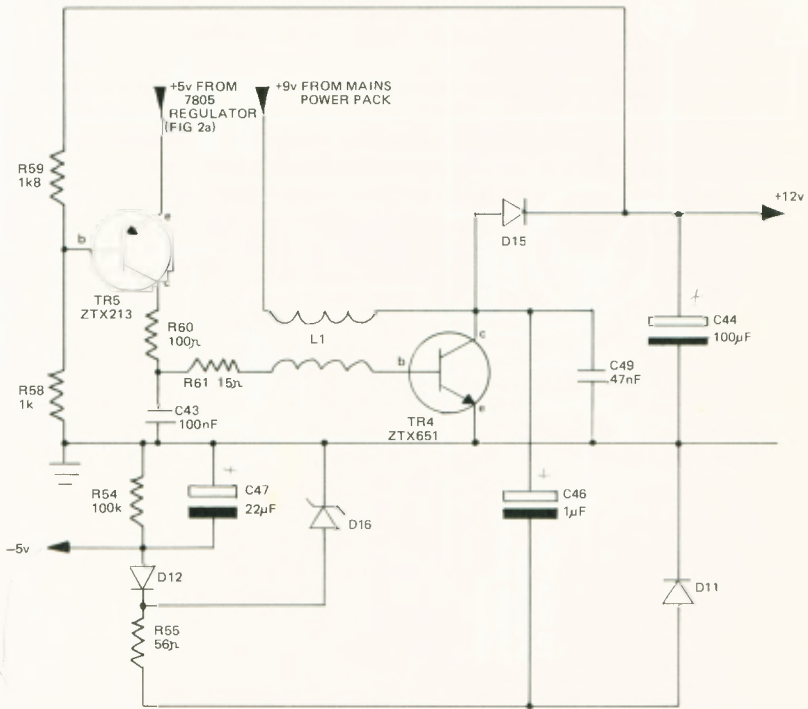 +5v FROM
7805
REGULATOR
(FIG 2a)
+9v FROM MAINS
POWER PACK
R59
1k8
+12v
e
b
D15
c
TR5
ZTX213
R60
100Ω
L1
c
C44
100µF
+
R61 15Ω
b
C49
47nF
R58
1k
C43
100nF
e
TR4
ZTX651
R54
100k
+
C47
22µF
D16
+
C46
1µF
-5v
D12
D11
R55
56Ω